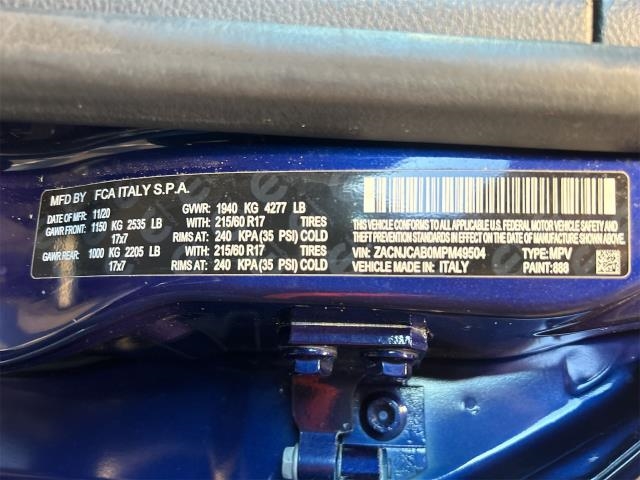 MFD BY FCA ITALY S.P.A.
DATE OF MFR: 11/20 GVWR: 1940 KG 4277 LB
GAWR FRONT: 1150 KG 2535 LB WITH: 215/60 R17 TIRES
17x7 RIMS AT: 240 KPA(35 PSI) COLD
GAWR REAR: 1000 KG 2205 LB WITH: 215/60 R17 TIRES
17x7 RIMS AT: 240 KPA(35 PSI) COLD
THIS VEHICLE CONFORMS TO ALL APPLICABLE
FEDERAL MOTOR VEHICLE SAFETY
BUMPER, AND THEFT PREVENTION STANDARDS
IN EFFECT ON THE DATE OF MANUFACTURE SHOWN ABOVE
VIN: ZACNJCAB0MPM49504 TYPE: MPV
VEHICLE MADE IN: ITALY PAINT: 888